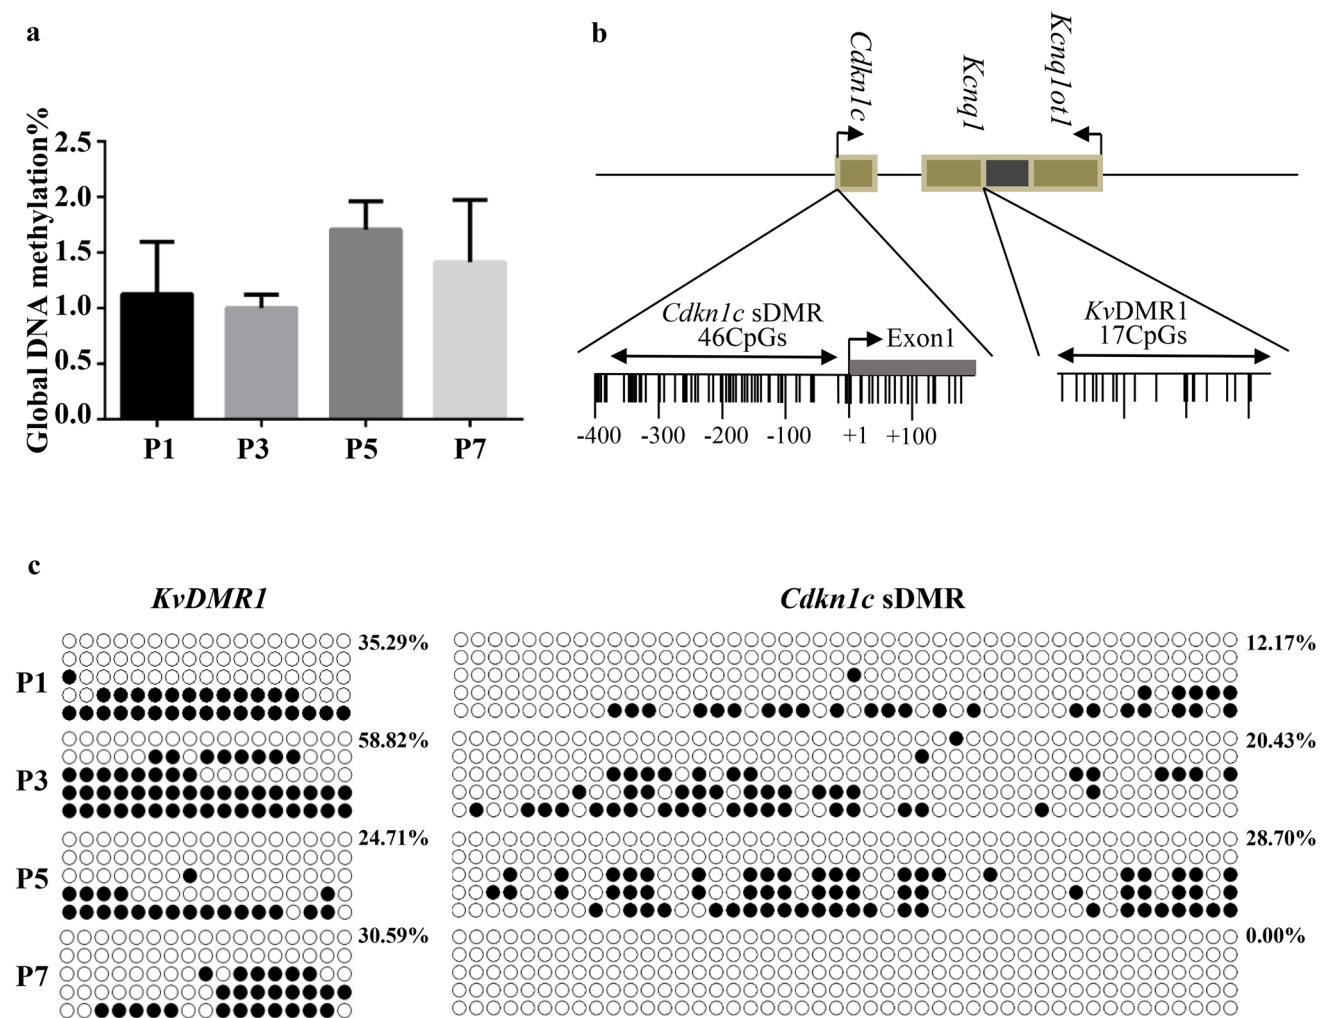 a
Global DNA methylation%
2.5
2.0
1.5
1.0
0.5
0.0
P1 P3 P5 P7
b
Cdkn1c Kcnq1 Kcnq1ot1
Cdkn1c sDMR
46CpGs
Exon1
KvDMR1
17CpGs
-400 -300 -200 -100 +1 +100
c
KvDMR1 Cdkn1c sDMR
P1 35.29% 12.17%
P3 58.82% 20.43%
P5 24.71% 28.70%
P7 30.59% 0.00%